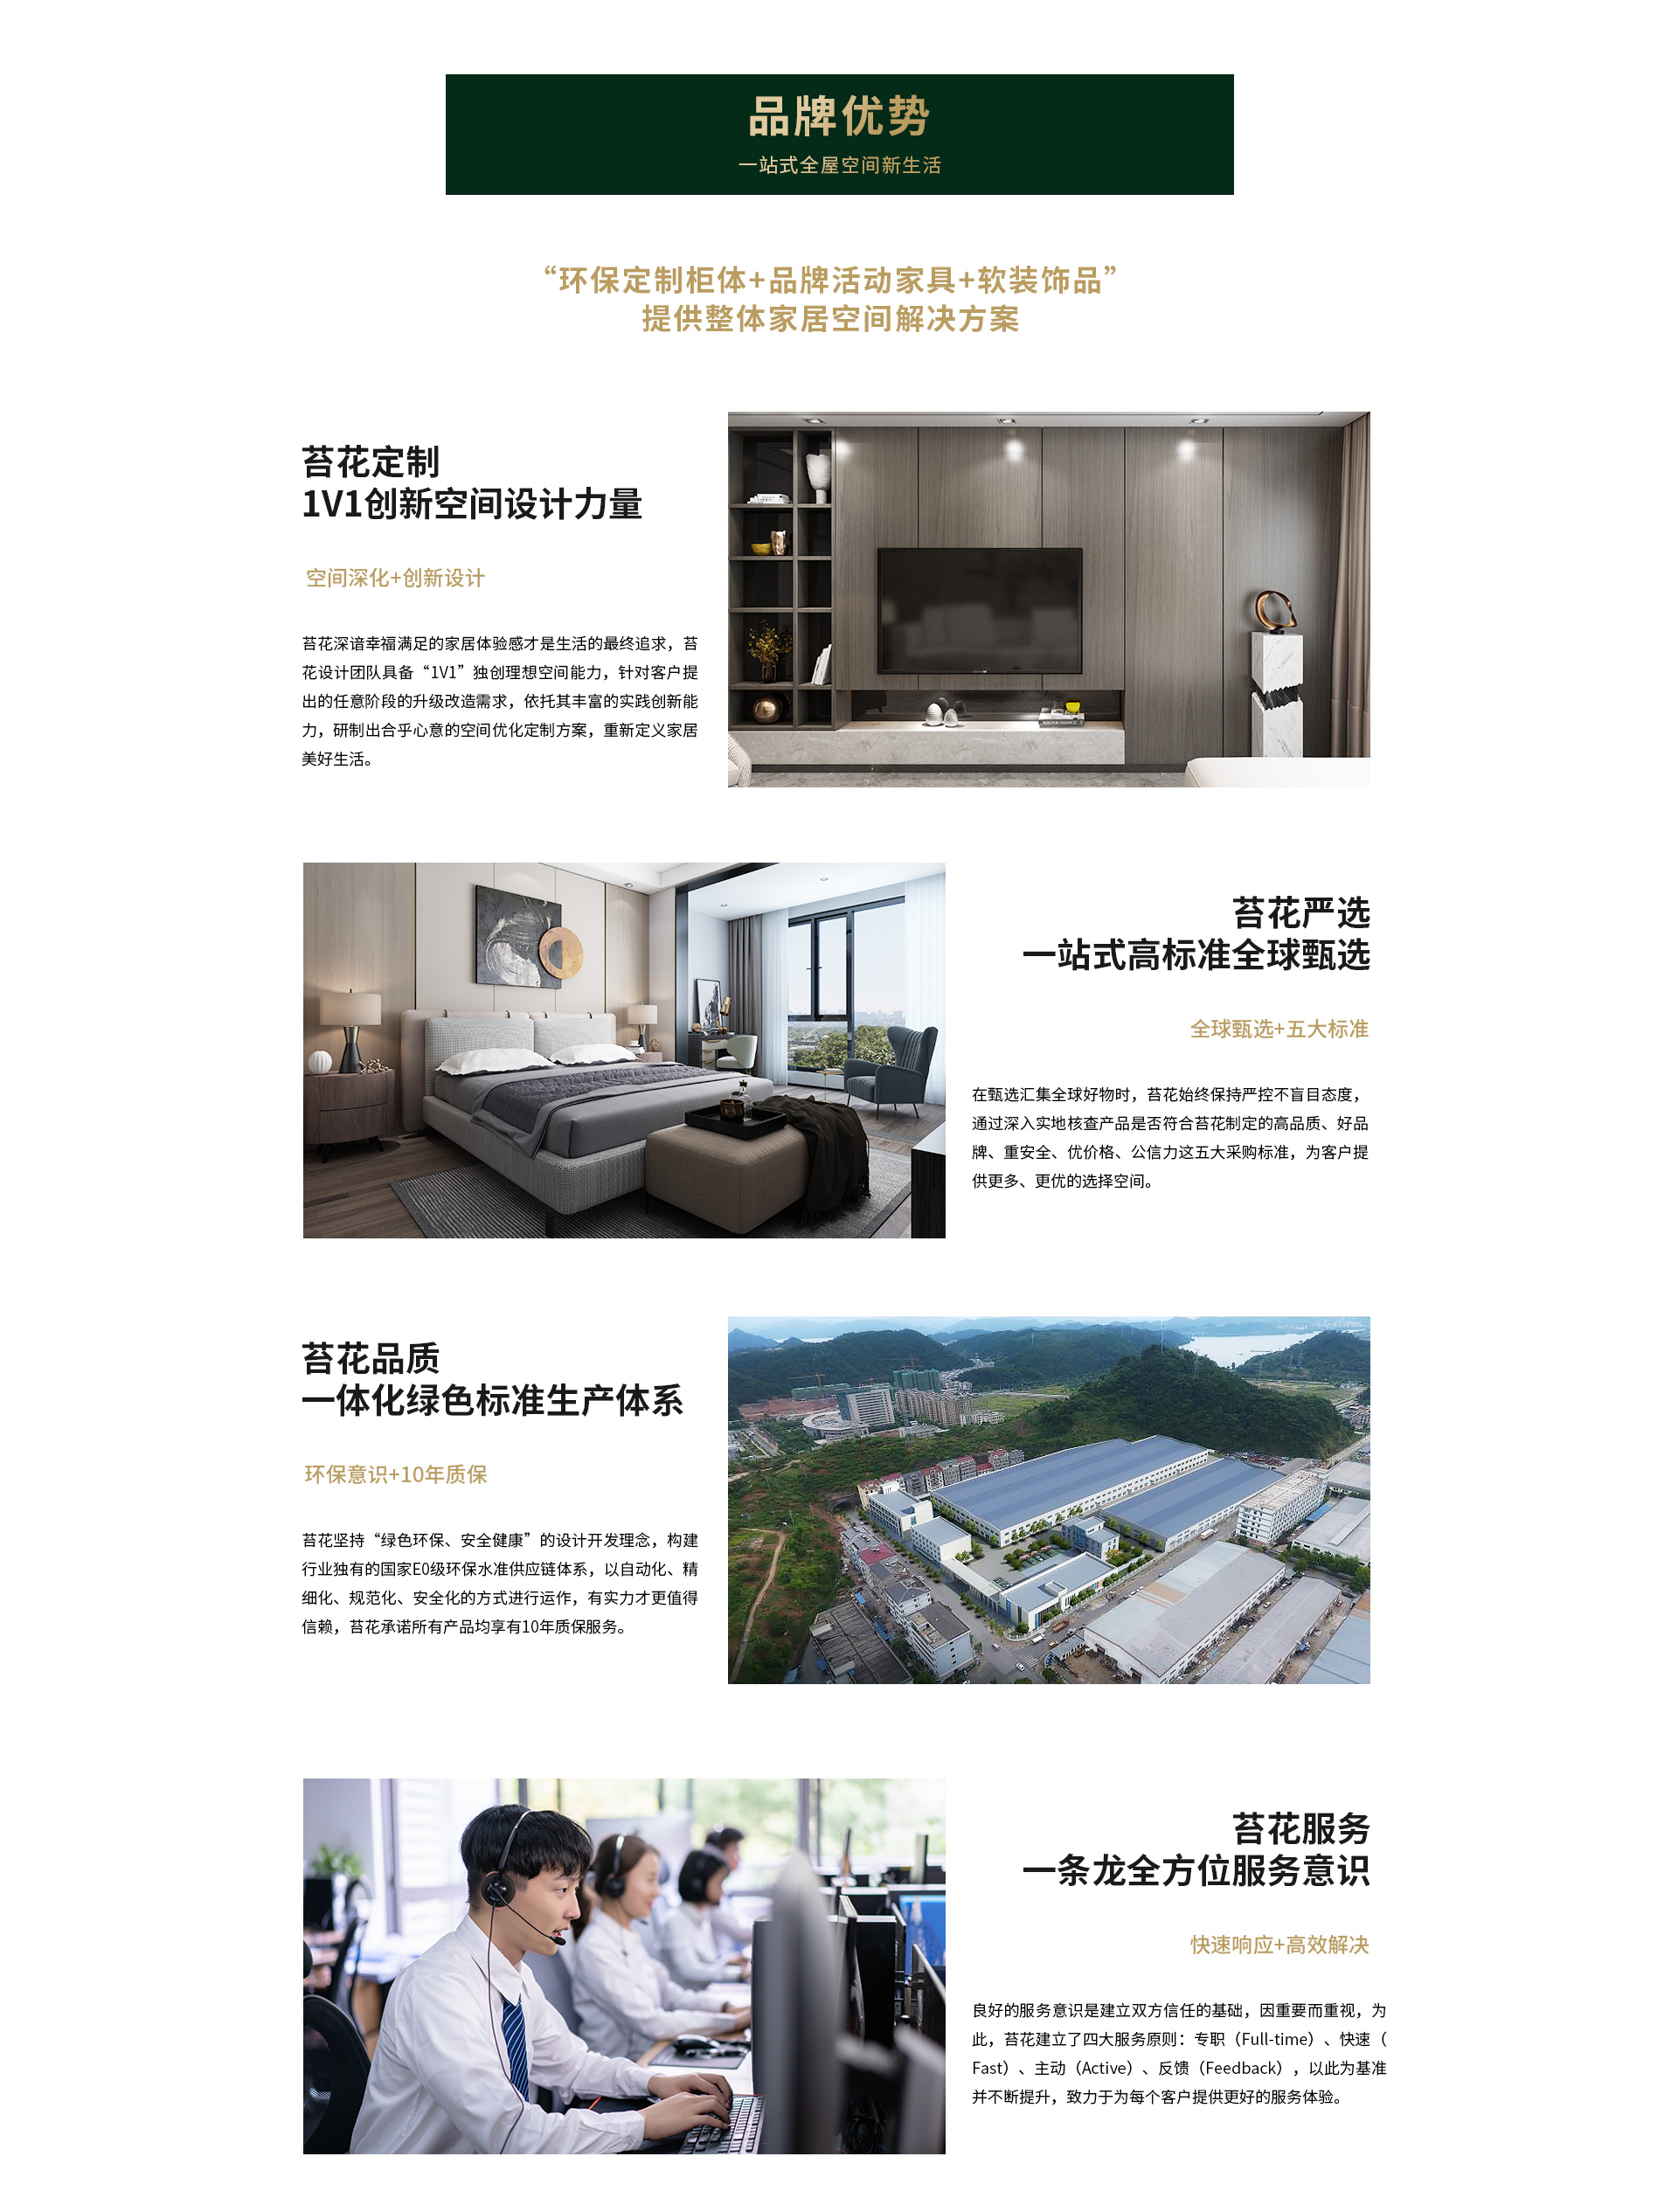 品牌优势
一站式全屋空间新生活
“环保定制柜体+品牌活动家具+软装饰品”
提供整体家居空间解决方案
苔花定制
1V1创新空间设计力量
空间深化+创新设计
苔花深谙幸福满足的家居体验感才是生活的最终追求，苔
花设计团队具备“1V1”独创理想空间能力，针对客户提
出的任意阶段的升级改造需求，依托其丰富的实践创新能
力，研制出合乎心意的空间优化定制方案，重新定义家居
美好生活。
苔花严选
一站式高标准全球甄选
全球甄选+五大标准
在甄选汇集全球好物时，苔花始终保持严控不盲目态度，
通过深入实地核查产品是否符合苔花制定的高品质、好品
牌、重安全、优价格、公信力这五大采购标准，为客户提
供更多、更优的选择空间。
苔花品质
一体化绿色标准生产体系
环保意识+10年质保
苔花坚持“绿色环保、安全健康”的设计开发理念，构建
行业独有的国家E0级环保水准供应链体系，以自动化、精
细化、规范化、安全化的方式进行运作，有实力才更值得
信赖，苔花承诺所有产品均享有10年质保服务。
苔花服务
一条龙全方位服务意识
快速响应+高效解决
良好的服务意识是建立双方信任的基础，因重要而重视，为
此，苔花建立了四大服务原则：专职（Full-time）、快速（
Fast）、主动（Active）、反馈（Feedback），以此为基准
并不断提升，致力于为每个客户提供更好的服务体验。